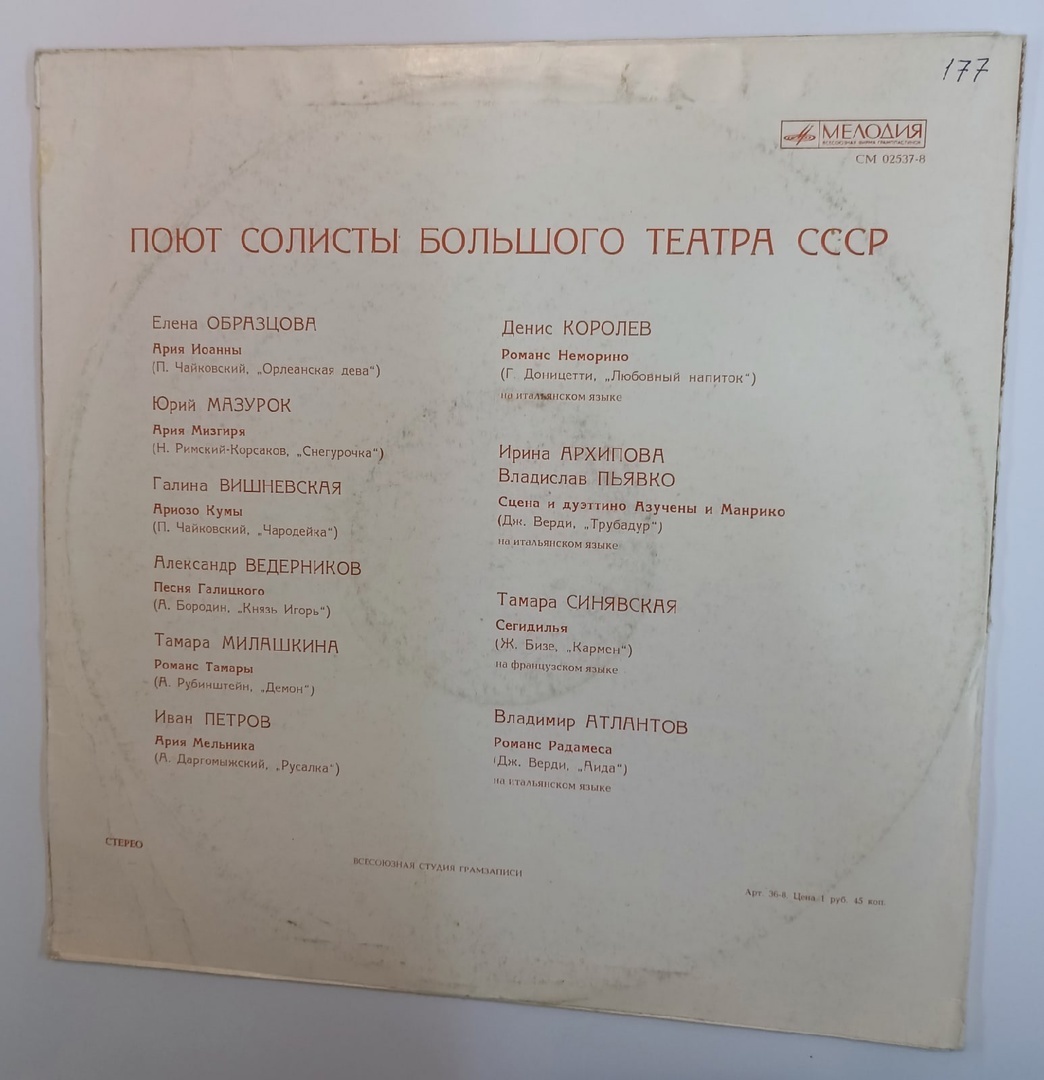 177
МЕЛОДИЯ
ВСЕСОЮЗНАЯ ФИРМА ГРАМПЛАСТИНОК
СМ 02537-8
ПОЮТ СОЛИСТЫ БОЛЬШОГО ТЕАТРА СССР
Елена ОБРАЗЦОВА
Ария Иоанны
(П. Чайковский, „Орлеанская дева“)
Юрий МАЗУРОК
Ария Мизгиря
(Н. Римский-Корсаков, „Снегурочка“)
Галина ВИШНЕВСКАЯ
Ариозо Кумы
(П. Чайковский, „Чародейка“)
Александр ВЕДЕРНИКОВ
Песня Галицкого
(А. Бородин, „Князь Игорь“)
Тамара МИЛАШКИНА
Романс Тамары
(А. Рубинштейн, „Демон“)
Иван ПЕТРОВ
Ария Мельника
(А. Даргомыжский, „Русалка“)
Денис КОРОЛЕВ
Романс Неморино
(Г. Доницетти, „Любовный напиток“)
на итальянском языке
Ирина АРХИПОВА
Владислав ПЬЯВКО
Сцена и дуэттино Азучены и Манрико
(Дж. Верди, „Трубадур“)
на итальянском языке
Тамара СИНЯВСКАЯ
Сегидилья
(Ж. Бизе, „Кармен“)
на французском языке
Владимир АТЛАНТОВ
Романс Радамеса
(Дж. Верди, „Аида“)
на итальянском языке
СТЕРЕО
ВСЕСОЮЗНАЯ СТУДИЯ ГРАМЗАПИСИ
Арт. 36-8. Цена 1 руб. 45 коп.